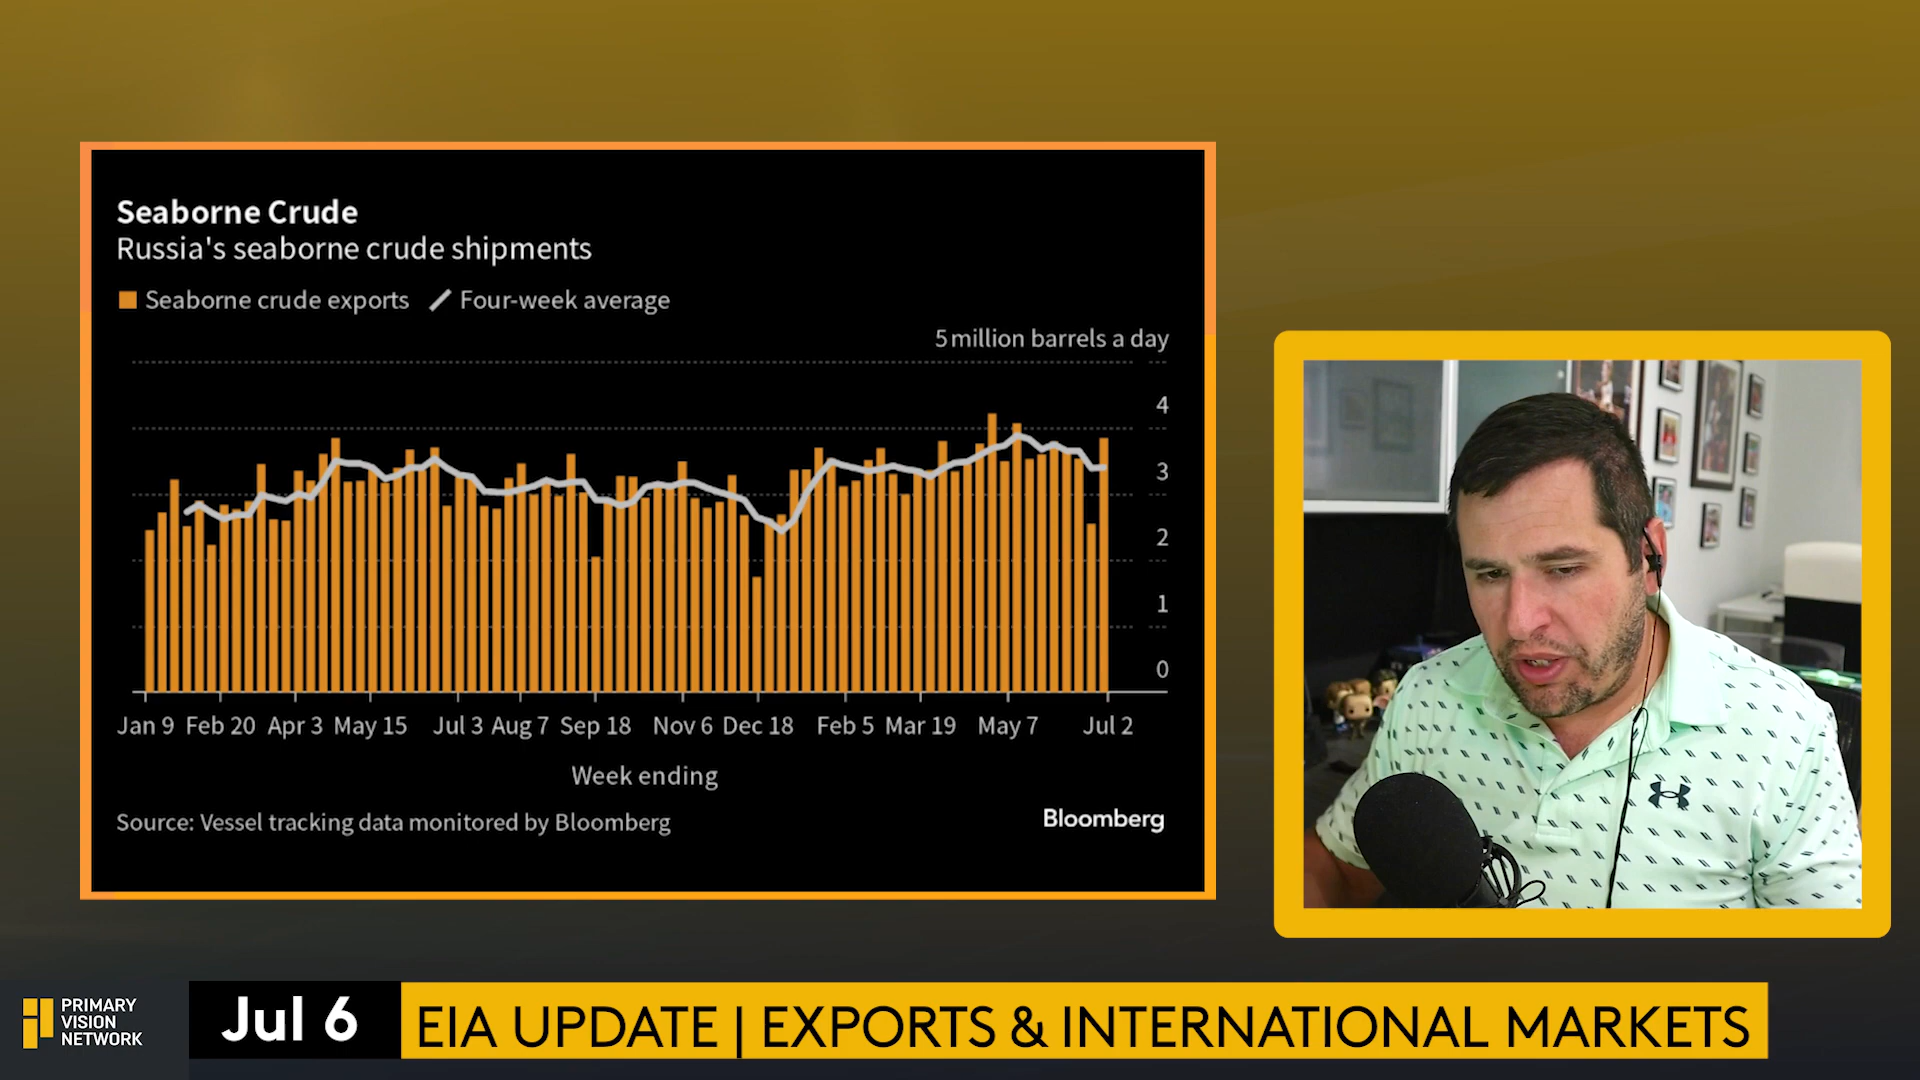 Seaborne Crude
Russia's seaborne crude shipments
Seaborne crude exports Four-week average
5 million barrels a day
4
3
2
1
0
Jan 9 Feb 20 Apr 3 May 15 Jul 3 Aug 7 Sep 18 Nov 6 Dec 18 Feb 5 Mar 19 May 7 Jul 2
Week ending
Source: Vessel tracking data monitored by Bloomberg
Bloomberg
PRIMARY
VISION
NETWORK
Jul 6
EIA UPDATE | EXPORTS & INTERNATIONAL MARKETS